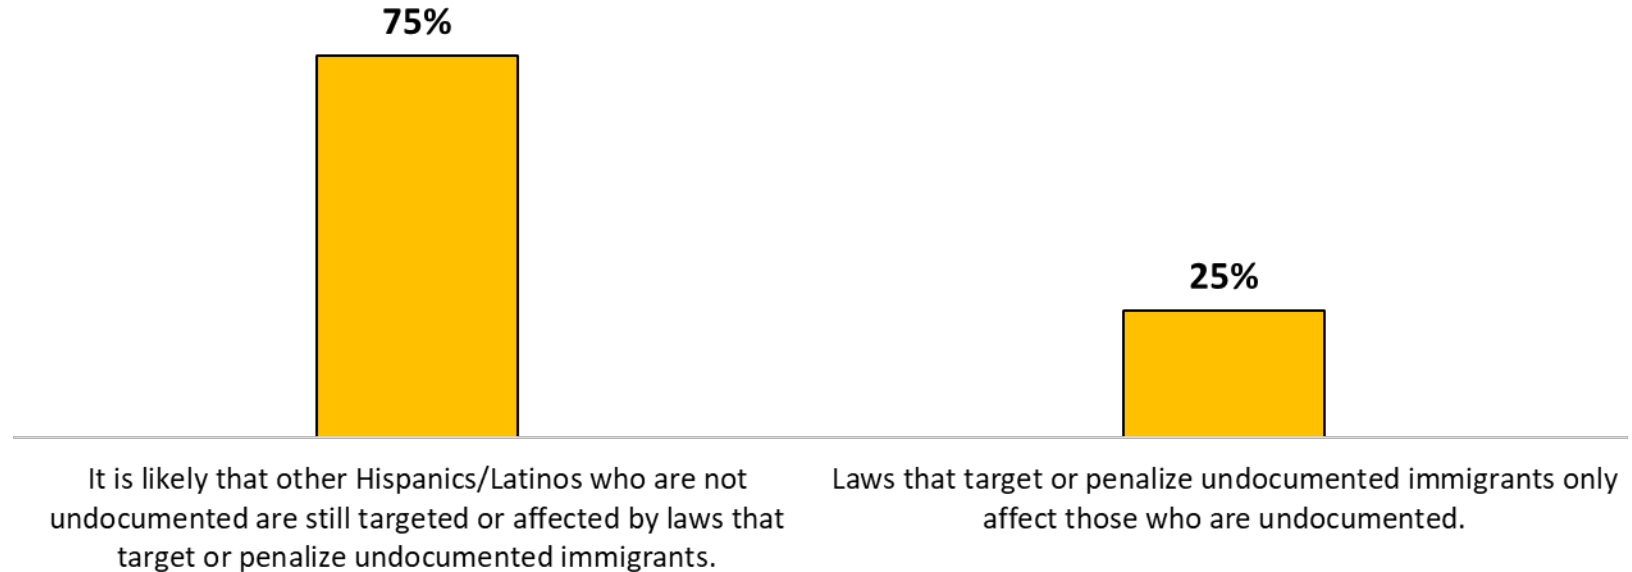 75%
25%
It is likely that other Hispanics/Latinos who are not
undocumented are still targeted or affected by laws that
target or penalize undocumented immigrants.
Laws that target or penalize undocumented immigrants only
affect those who are undocumented.